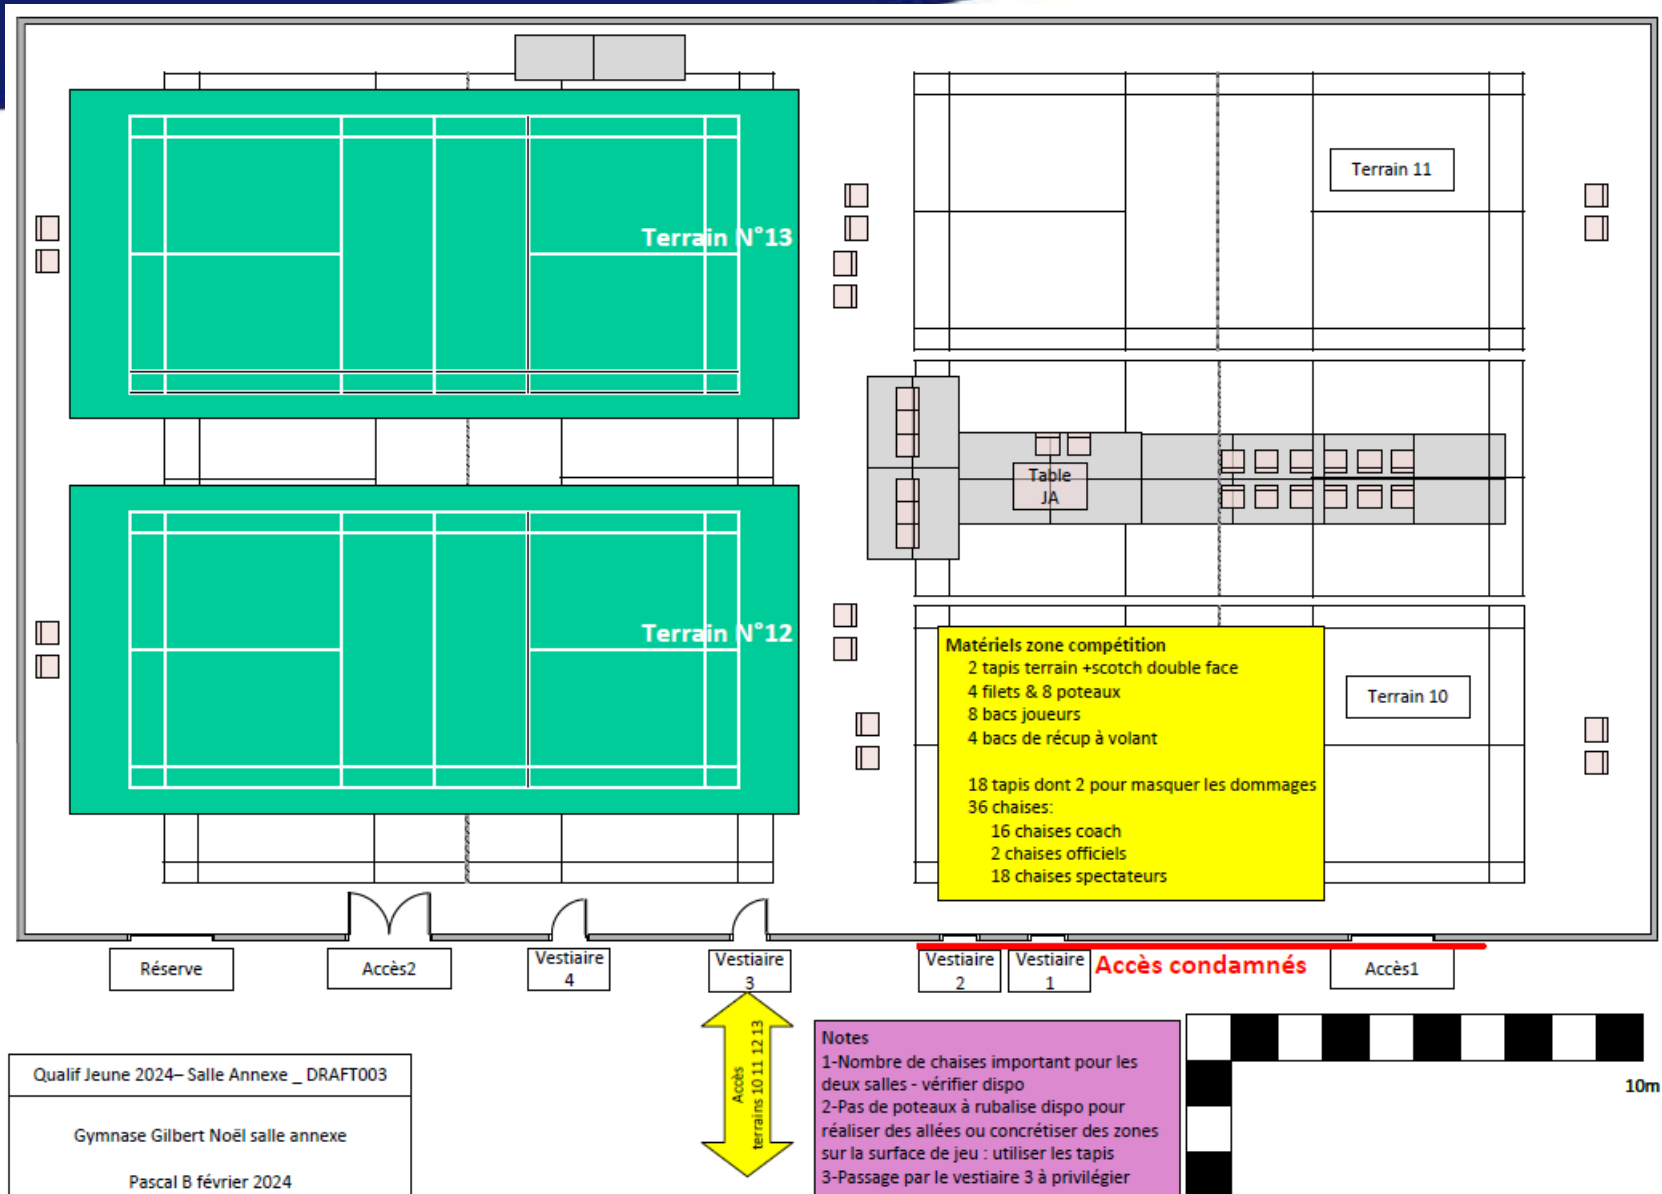 Terrain 11
Terrain N°13
Table
JA
Terrain N°12
Matériels zone compétition
2 tapis terrain +scotch double face
4 filets & 8 poteaux
8 bacs joueurs
4 bacs de récup à volant
18 tapis dont 2 pour masquer les dommages
36 chaises:
16 chaises coach
2 chaises officiels
18 chaises spectateurs
Terrain 10
Réserve
Accès2
Vestiaire
4
Vestiaire
3
Vestiaire
2
Vestiaire
1
Accès condamnés
Accès1
Accès
terrains 10 11 12 13
Notes
1-Nombre de chaises important pour les
deux salles - vérifier dispo
2-Pas de poteaux à rubalise dispo pour
réaliser des allées ou concrétiser des zones
sur la surface de jeu : utiliser les tapis
3-Passage par le vestiaire 3 à privilégier
10m
Qualif Jeune 2024– Salle Annexe _ DRAFT003
Gymnase Gilbert Noël salle annexe
Pascal B février 2024